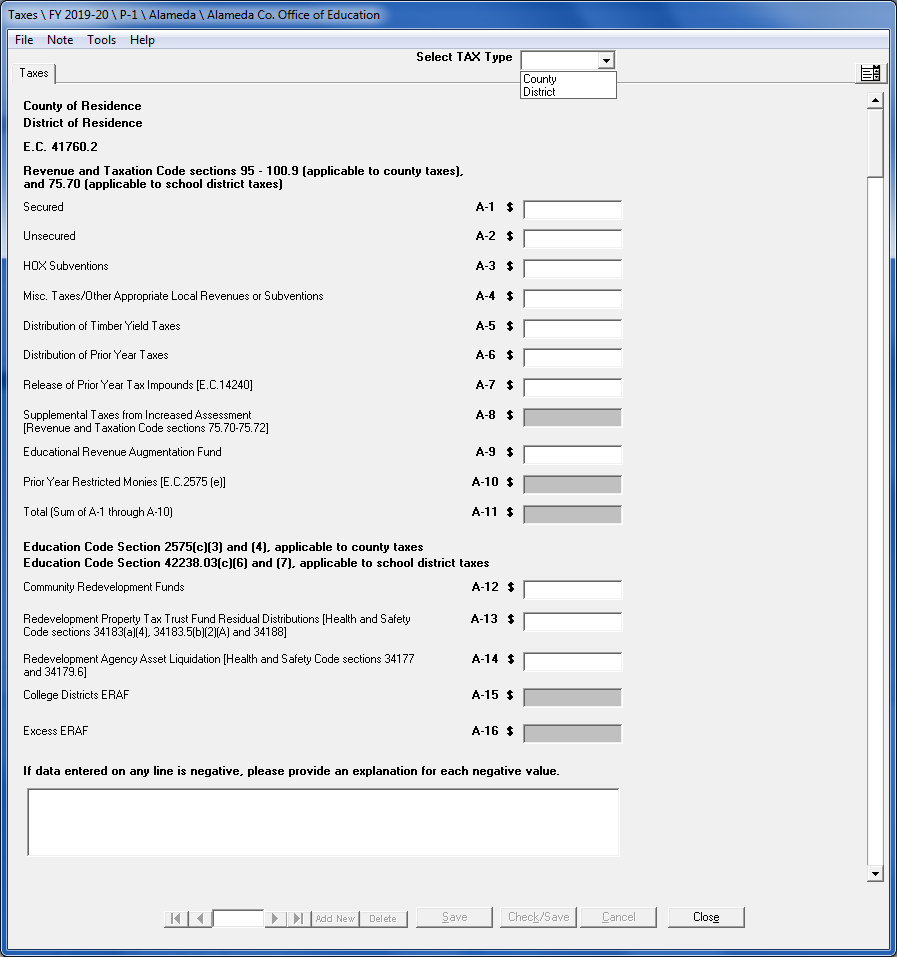 Taxes \ FY 2019-20 \ P-1 \ Alameda \ Alameda Co. Office of Education
File Note Tools Help
Select TAX Type
County
District
Taxes
County of Residence
District of Residence
E.C. 41760.2
Revenue and Taxation Code sections 95 - 100.9 (applicable to county taxes),
and 75.70 (applicable to school district taxes)
Secured A-1 $
Unsecured A-2 $
HOX Subventions A-3 $
Misc. Taxes/Other Appropriate Local Revenues or Subventions A-4 $
Distribution of Timber Yield Taxes A-5 $
Distribution of Prior Year Taxes A-6 $
Release of Prior Year Tax Impounds [E.C.14240] A-7 $
Supplemental Taxes from Increased Assessment A-8 $
[Revenue and Taxation Code sections 75.70-75.72]
Educational Revenue Augmentation Fund A-9 $
Prior Year Restricted Monies [E.C.2575 (e)] A-10 $
Total (Sum of A-1 through A-10) A-11 $
Education Code Section 2575(c)(3) and (4), applicable to county taxes
Education Code Section 42238.03(c)(6) and (7), applicable to school district taxes
Community Redevelopment Funds A-12 $
Redevelopment Property Tax Trust Fund Residual Distributions [Health and Safety A-13 $
Code sections 34183(a)(4), 34183.5(b)(2)(A) and 34188]
Redevelopment Agency Asset Liquidation [Health and Safety Code sections 34177 A-14 $
and 34179.6]
College Districts ERAF A-15 $
Excess ERAF A-16 $
If data entered on any line is negative, please provide an explanation for each negative value.
Add New Delete Save Check/Save Cancel Close